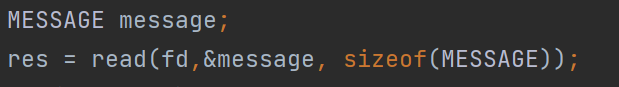 MESSAGE message;
res = read(fd,&message, sizeof(MESSAGE));